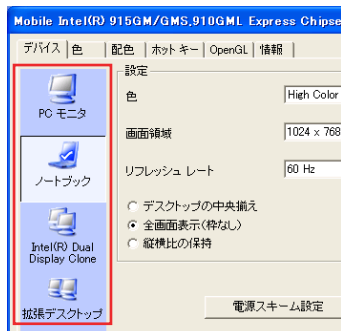 Mobile Intel(R) 915GM/GMS,910GML Express Chipse
デバイス 色 配色 ホットキー OpenGL 情報
PC モニタ
ノートブック
Intel(R) Dual
Display Clone
拡張デスクトップ
設定
色 High Color
画面領域 1024 x 768
リフレッシュ レート 60 Hz
デスクトップの中央揃え
全画面表示(枠なし)
縦横比の保持
電源スキーム設定